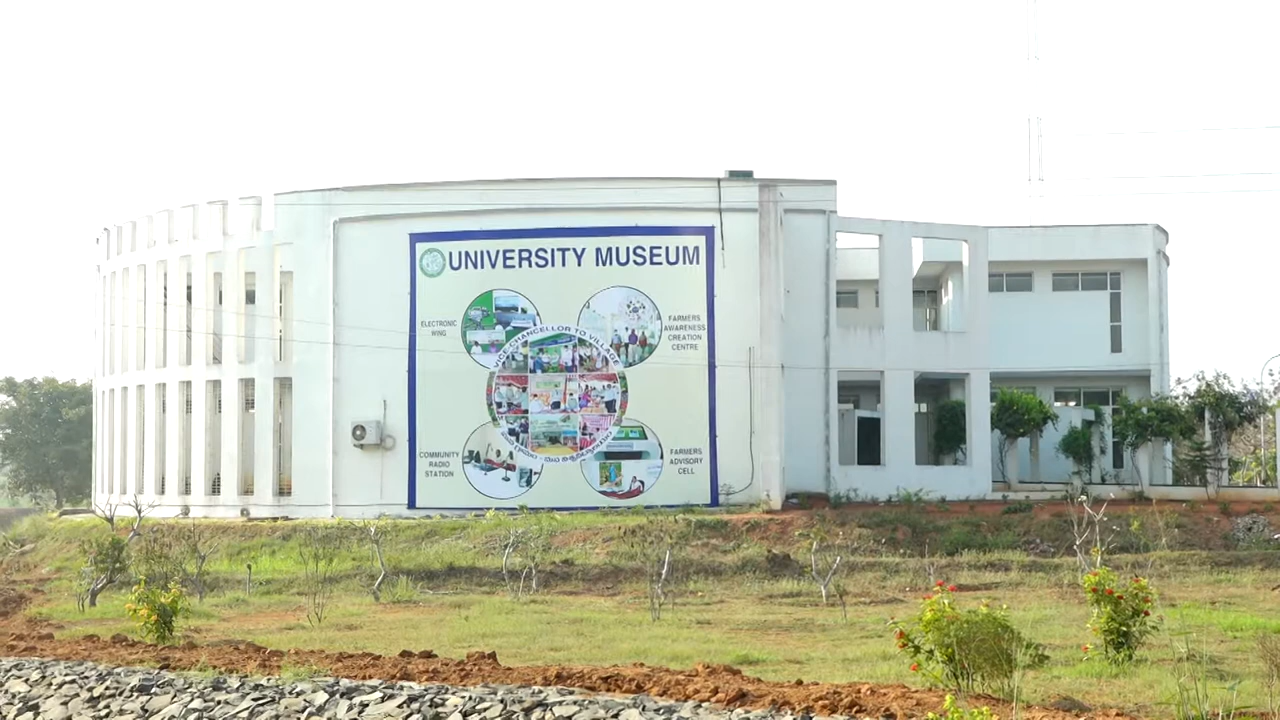 UNIVERSITY MUSEUM
ELECTRONIC
WING
FARMERS
AWARENESS
CREATION
CENTRE
VICE CHANCELLOR TO VILLAGE
COMMUNITY
RADIO
STATION
FARMERS
ADVISORY
CELL